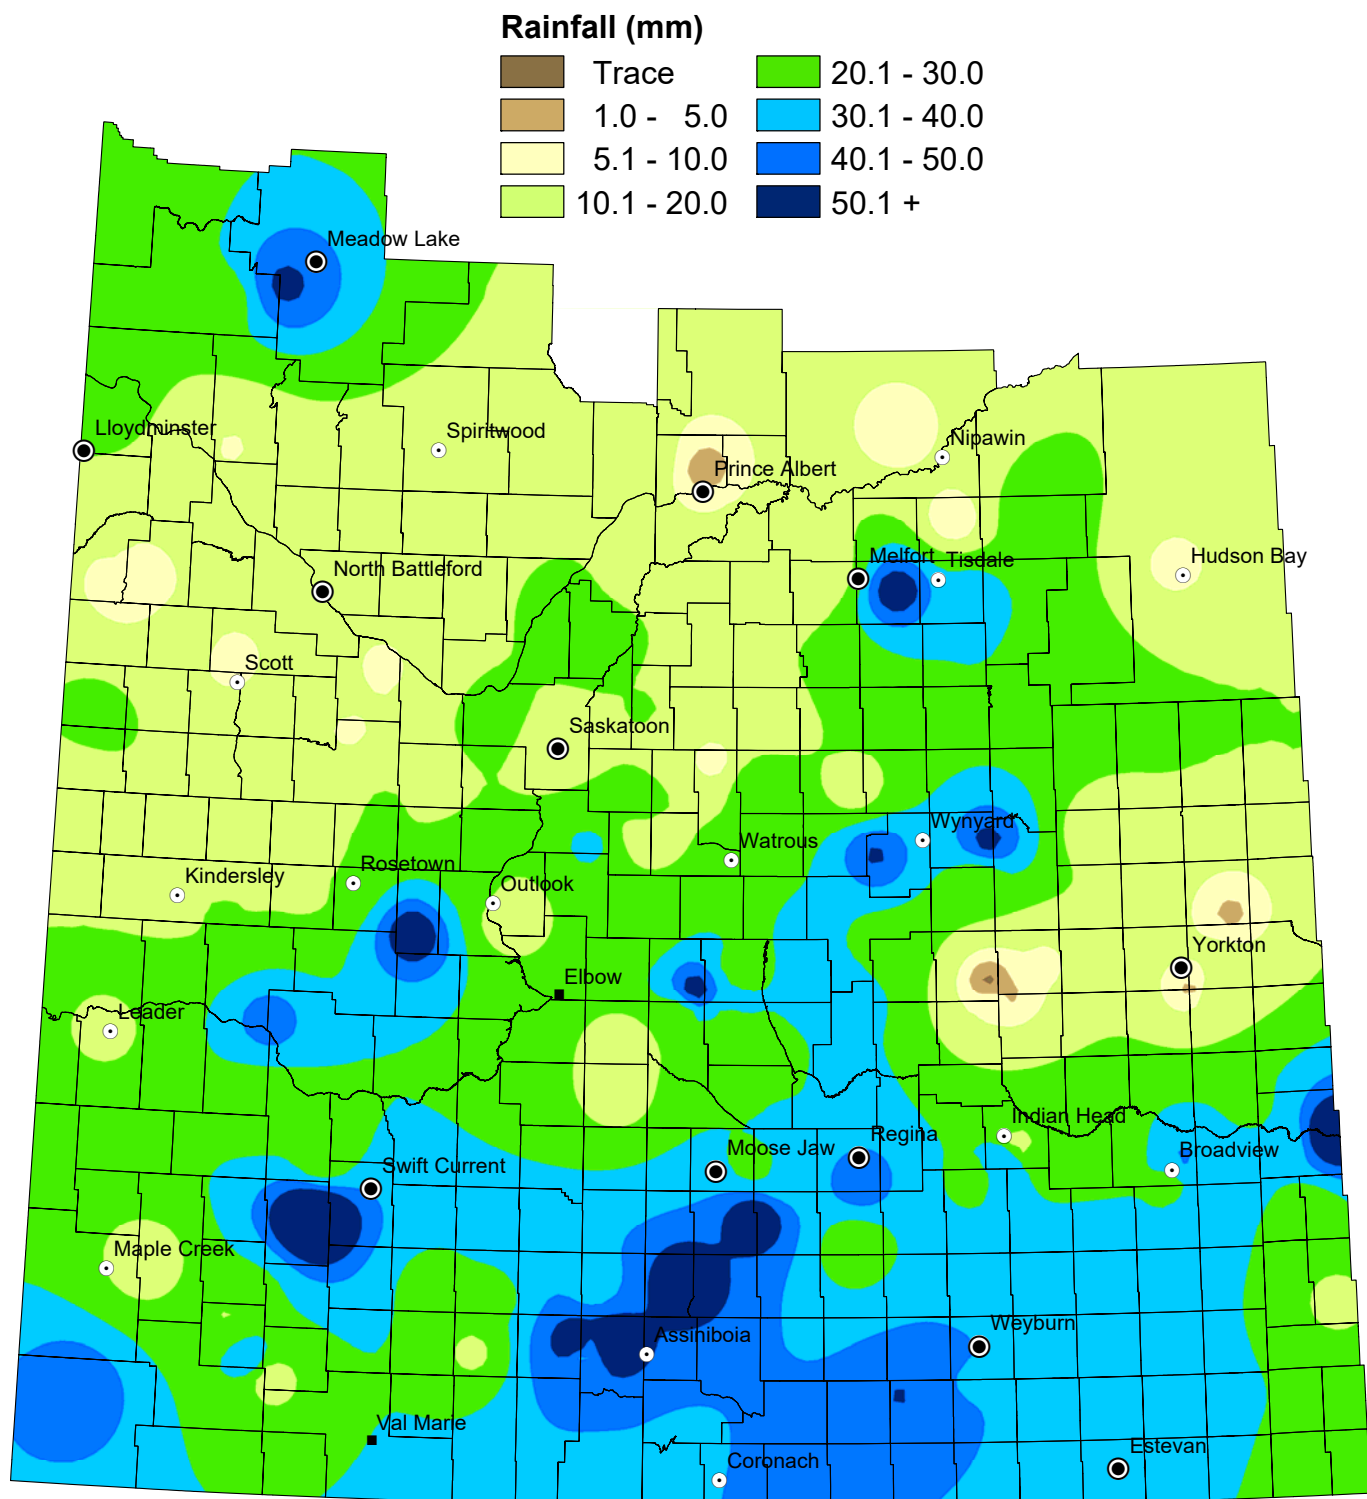 Rainfall (mm)
Trace
20.1 - 30.0
1.0 - 5.0
30.1 - 40.0
5.1 - 10.0
40.1 - 50.0
10.1 - 20.0
50.1 +
Meadow Lake
Lloydminster
Spiritwood
Nipawin
Prince Albert
Melfort
Tisdale
Hudson Bay
North Battleford
Scott
Saskatoon
Wynyard
Watrous
Rosetown
Kindersley
Outlook
Yorkton
Elbow
Leader
Indian Head
Regina
Moose Jaw
Broadview
Swift Current
Maple Creek
Weyburn
Assiniboia
Val Marie
Estevan
Coronach